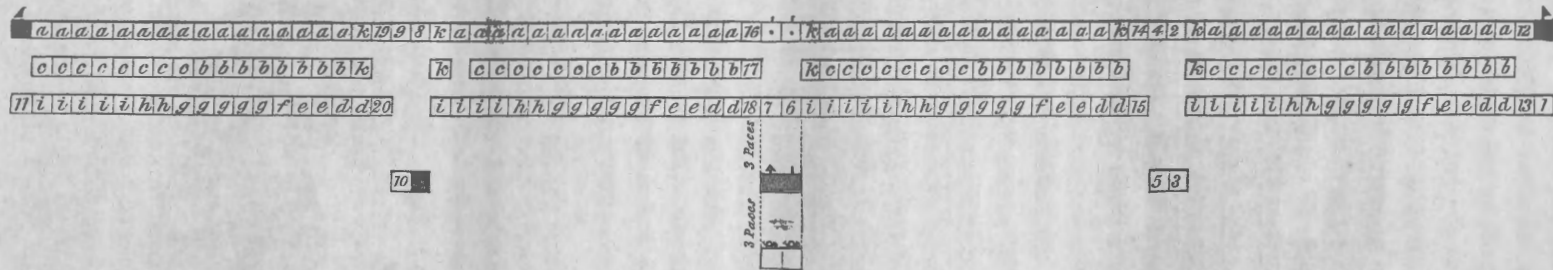 a a a a a a a a a a a a a a a a a k 19 9 8 k a a a a a a a a a a a a a a a 16 . . k a a a a a a a a a a a a a a a k 14 4 2 k a a a a a a a a a a a a a a a a 12
c c c c c c c c c b b b b b b b b k k c c c c c c c b b b b b b b 17 k c c c c c c c c b b b b b b b b k c c c c c c c c b b b b b b b b
11 i i i i i i h h g g g g g f e e d d 20 i i i i h h g g g g g f e e d d 18 7 6 i i i i i h h g g g g g f e e d d 15 i i i i i h h g g g g g f e e d d 13 1
3 Paces
10 5 3
3 Paces